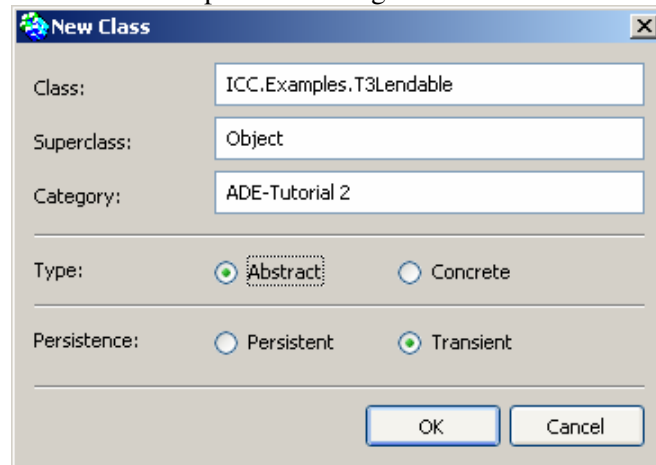 New Class
Class: ICC.Examples.T3Lendable
Superclass: Object
Category: ADE-Tutorial 2
Type: Abstract Concrete
Persistence: Persistent Transient
OK Cancel